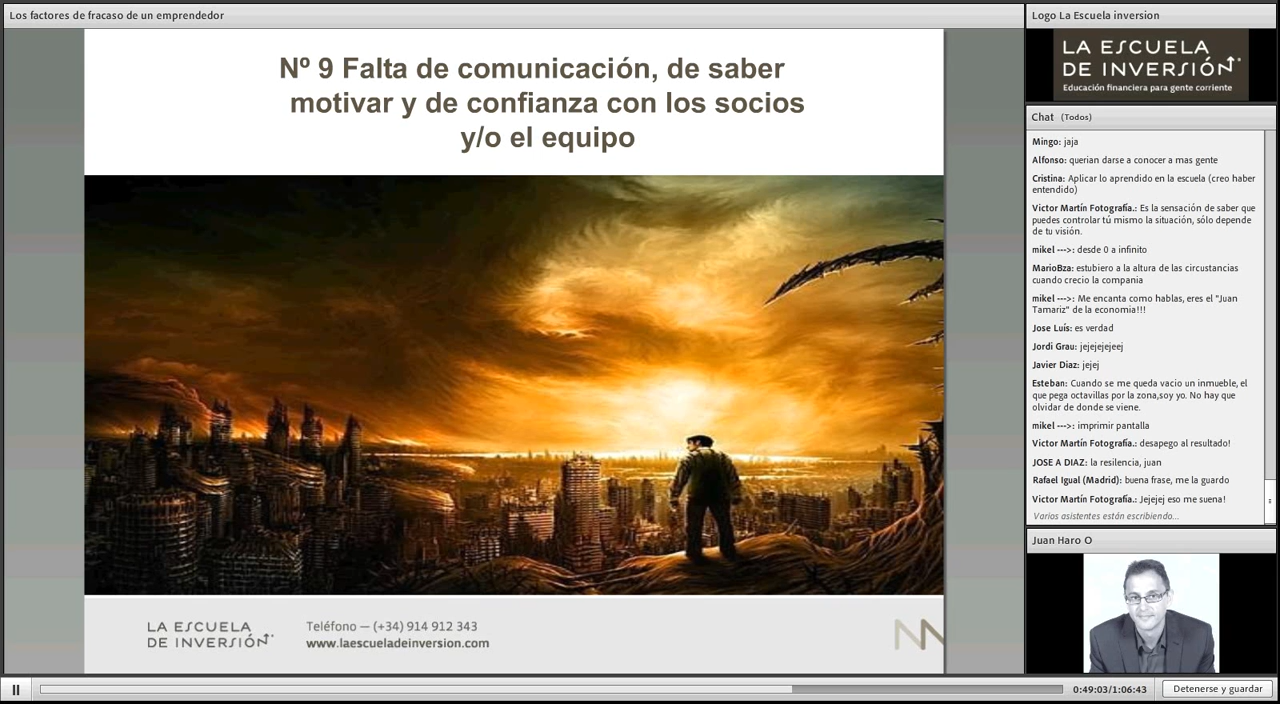 Los factores de fracaso de un emprendedor
Nº 9 Falta de comunicación, de saber
motivar y de confianza con los socios
y/o el equipo
LA ESCUELA
DE INVERSIÓN
Teléfono — (+34) 914 912 343
www.laescueladeinversion.com
Logo La Escuela inversion
LA ESCUELA
DE INVERSIÓN
Educación financiera para gente corriente
Chat (Todos)
Mingo: jaja
Alfonso: querian darse a conocer a mas gente
Cristina: Aplicar lo aprendido en la escuela (creo haber
entendido)
Victor Martín Fotografía.: Es la sensación de saber que
puedes controlar tú mismo la situación, sólo depende
de tu visión.
mikel --->: desde 0 a infinito
MarioBza: estubiero a la altura de las circustancias
cuando crecio la compania
mikel --->: Me encanta como hablas, eres el "Juan
Tamariz" de la economia!!!
Jose Luís: es verdad
Jordi Grau: jejejejejeej
Javier Diaz: jejej
Esteban: Cuando se me queda vacio un inmueble, el
que pega octavillas por la zona,soy yo. No hay que
olvidar de donde se viene.
mikel --->: imprimir pantalla
Victor Martín Fotografía.: desapego al resultado!
JOSE A DIAZ: la resilencia, juan
Rafael Igual (Madrid): buena frase, me la guardo
Victor Martín Fotografía.: Jejejej eso me suena!
Varios asistentes están escribiendo...
Juan Haro O
0:49:03/1:06:43
Detenerse y guardar